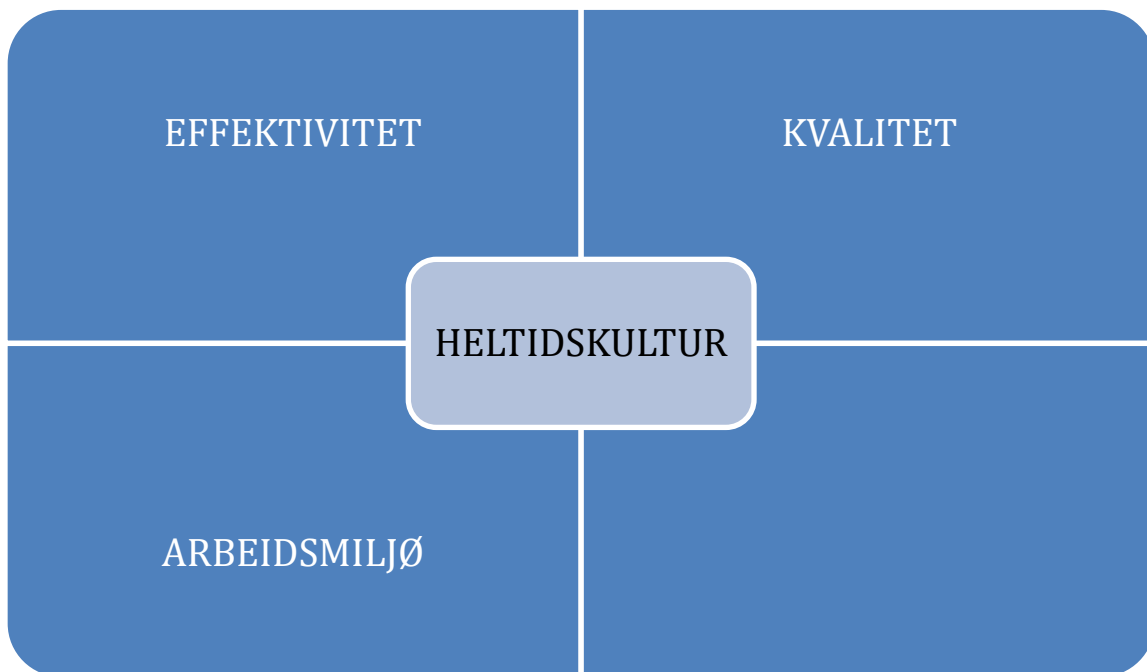 EFFEKTIVITET
KVALITET
HELTIDSKULTUR
ARBEIDSMILJØ